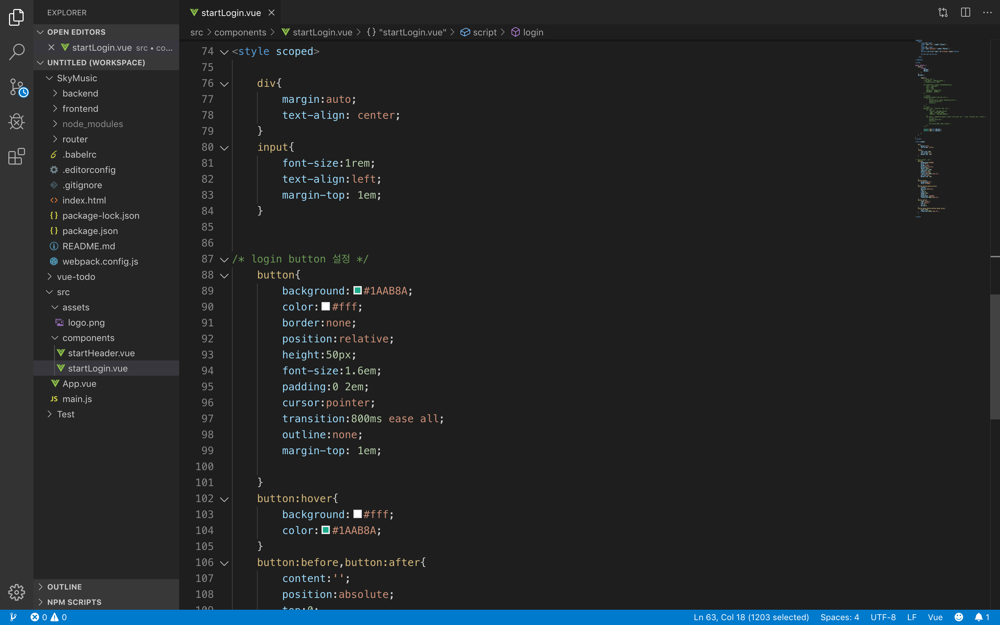 EXPLORER
OPEN EDITORS
startLogin.vue src • co...
UNTITLED (WORKSPACE)
SkyMusic
backend
frontend
node_modules
router
.babelrc
.editorconfig
.gitignore
index.html
package-lock.json
package.json
README.md
webpack.config.js
vue-todo
src
assets
logo.png
components
startHeader.vue
startLogin.vue
App.vue
JS main.js
Test
OUTLINE
NPM SCRIPTS
startLogin.vue
src > components > startLogin.vue > {} "startLogin.vue" > script > login
74 <style scoped>
75
76 div{
77 margin:auto;
78 text-align: center;
79 }
80 input{
81 font-size:1rem;
82 text-align:left;
83 margin-top: 1em;
84 }
85
86
87 /* login button 설정 */
88 button{
89 background:#1AAB8A;
90 color:#fff;
91 border:none;
92 position:relative;
93 height:50px;
94 font-size:1.6em;
95 padding:0 2em;
96 cursor:pointer;
97 transition:800ms ease all;
98 outline:none;
99 margin-top: 1em;
100
101 }
102 button:hover{
103 background:#fff;
104 color:#1AAB8A;
105 }
106 button:before,button:after{
107 content:'';
108 position:absolute;
109 top:0;
0 0
Ln 63, Col 18 (1203 selected) Spaces: 4 UTF-8 LF Vue 1